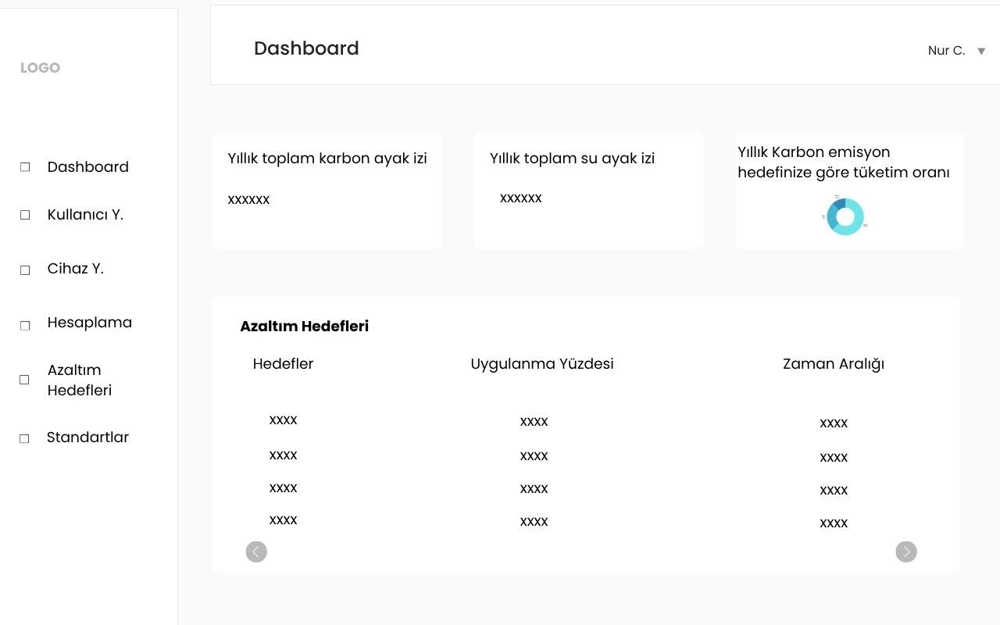 LOGO
Dashboard
Kullanıcı Y.
Cihaz Y.
Hesaplama
Azaltım
Hedefleri
Standartlar
Dashboard
Nur C.
Yıllık toplam karbon ayak izi
xxxxxx
Yıllık toplam su ayak izi
xxxxxx
Yıllık Karbon emisyon
hedefinize göre tüketim oranı
Azaltım Hedefleri
Hedefler Uygulanma Yüzdesi Zaman Aralığı
xxxx xxxx xxxx
xxxx xxxx xxxx
xxxx xxxx xxxx
xxxx xxxx xxxx